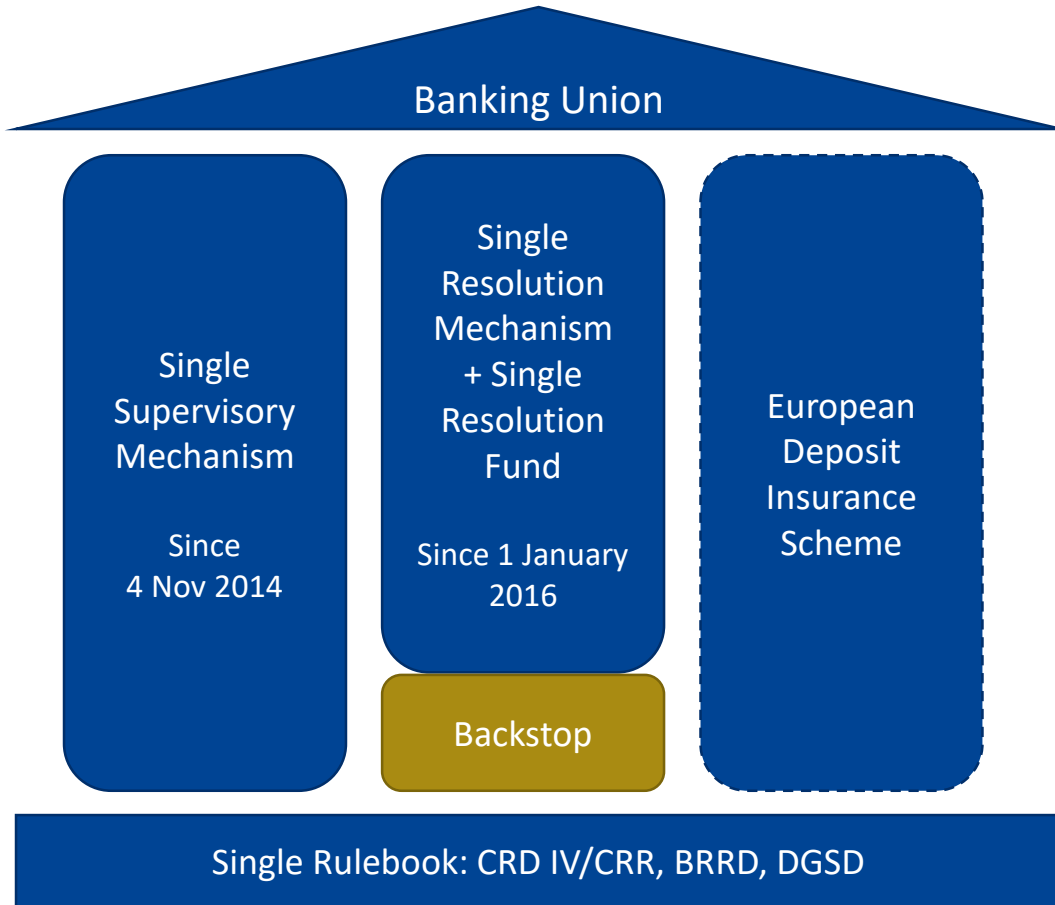 Banking Union
Single
Supervisory
Mechanism
Since
4 Nov 2014
Single
Resolution
Mechanism
+ Single
Resolution
Fund
Since 1 January
2016
Backstop
European
Deposit
Insurance
Scheme
Single Rulebook: CRD IV/CRR, BRRD, DGSD